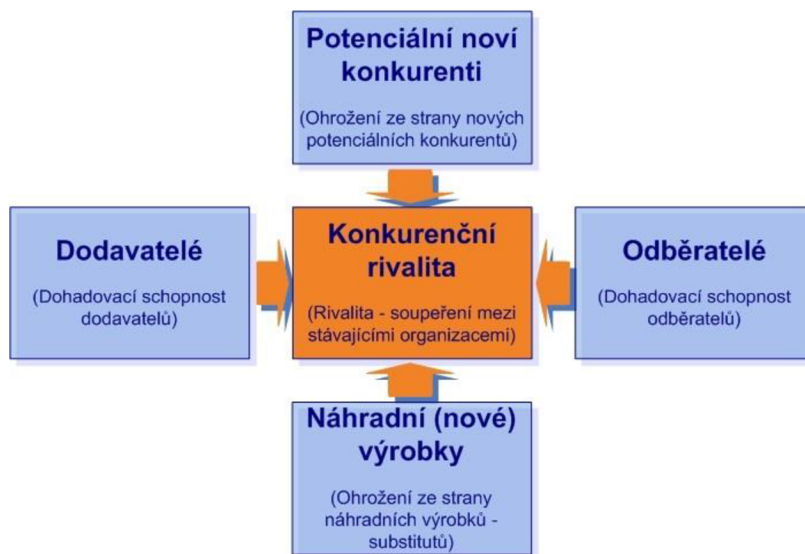 Potenciální noví
konkurenti
(Ohrožení ze strany nových
potenciálních konkurentů)
Dodavatelé
(Dohadovací schopnost
dodavatelů)
Konkurenční
rivalita
(Rivalita - soupeření mezi
stávajícími organizacemi)
Odběratelé
(Dohadovací schopnost
odběratelů)
Náhradní (nové)
výrobky
(Ohrožení ze strany
náhradních výrobků -
substitutů)